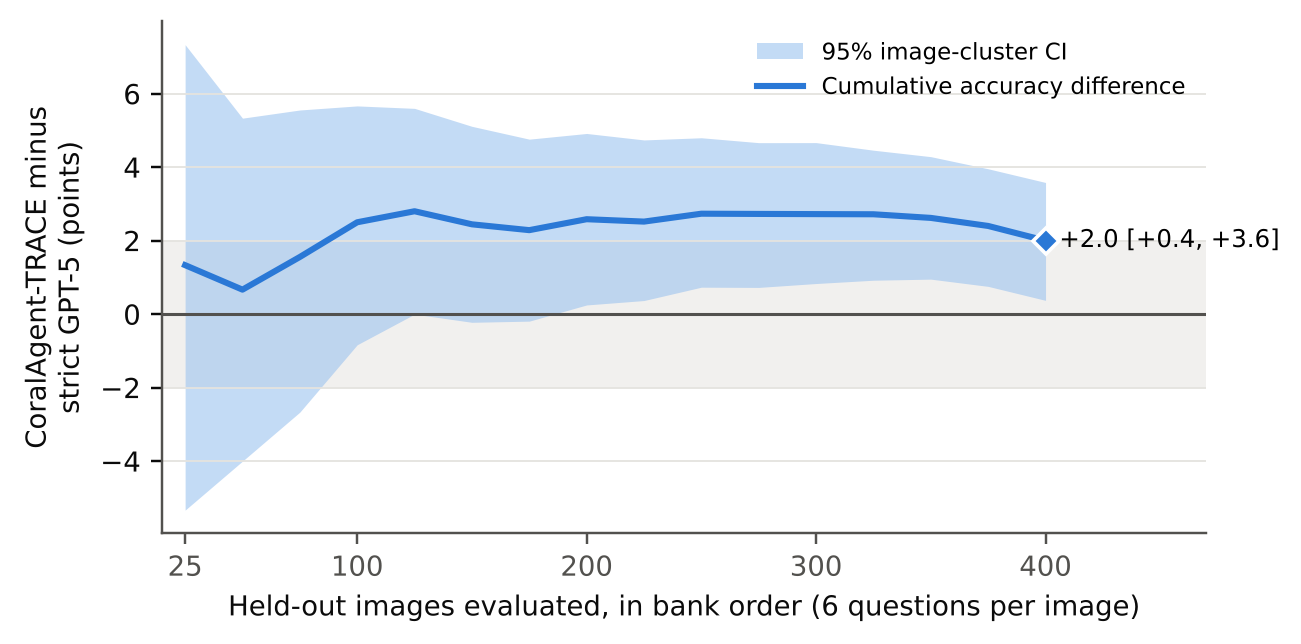 95% image-cluster CI
Cumulative accuracy difference
CoralAgent-TRACE minus
strict GPT-5 (points)
6
4
2
0
−2
−4
+2.0 [+0.4, +3.6]
25
100
200
300
400
Held-out images evaluated, in bank order (6 questions per image)